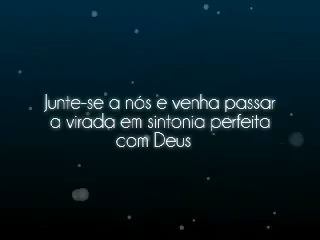 Junte-se a nós e venha passar
a virada em sintonia perfeita
com Deus